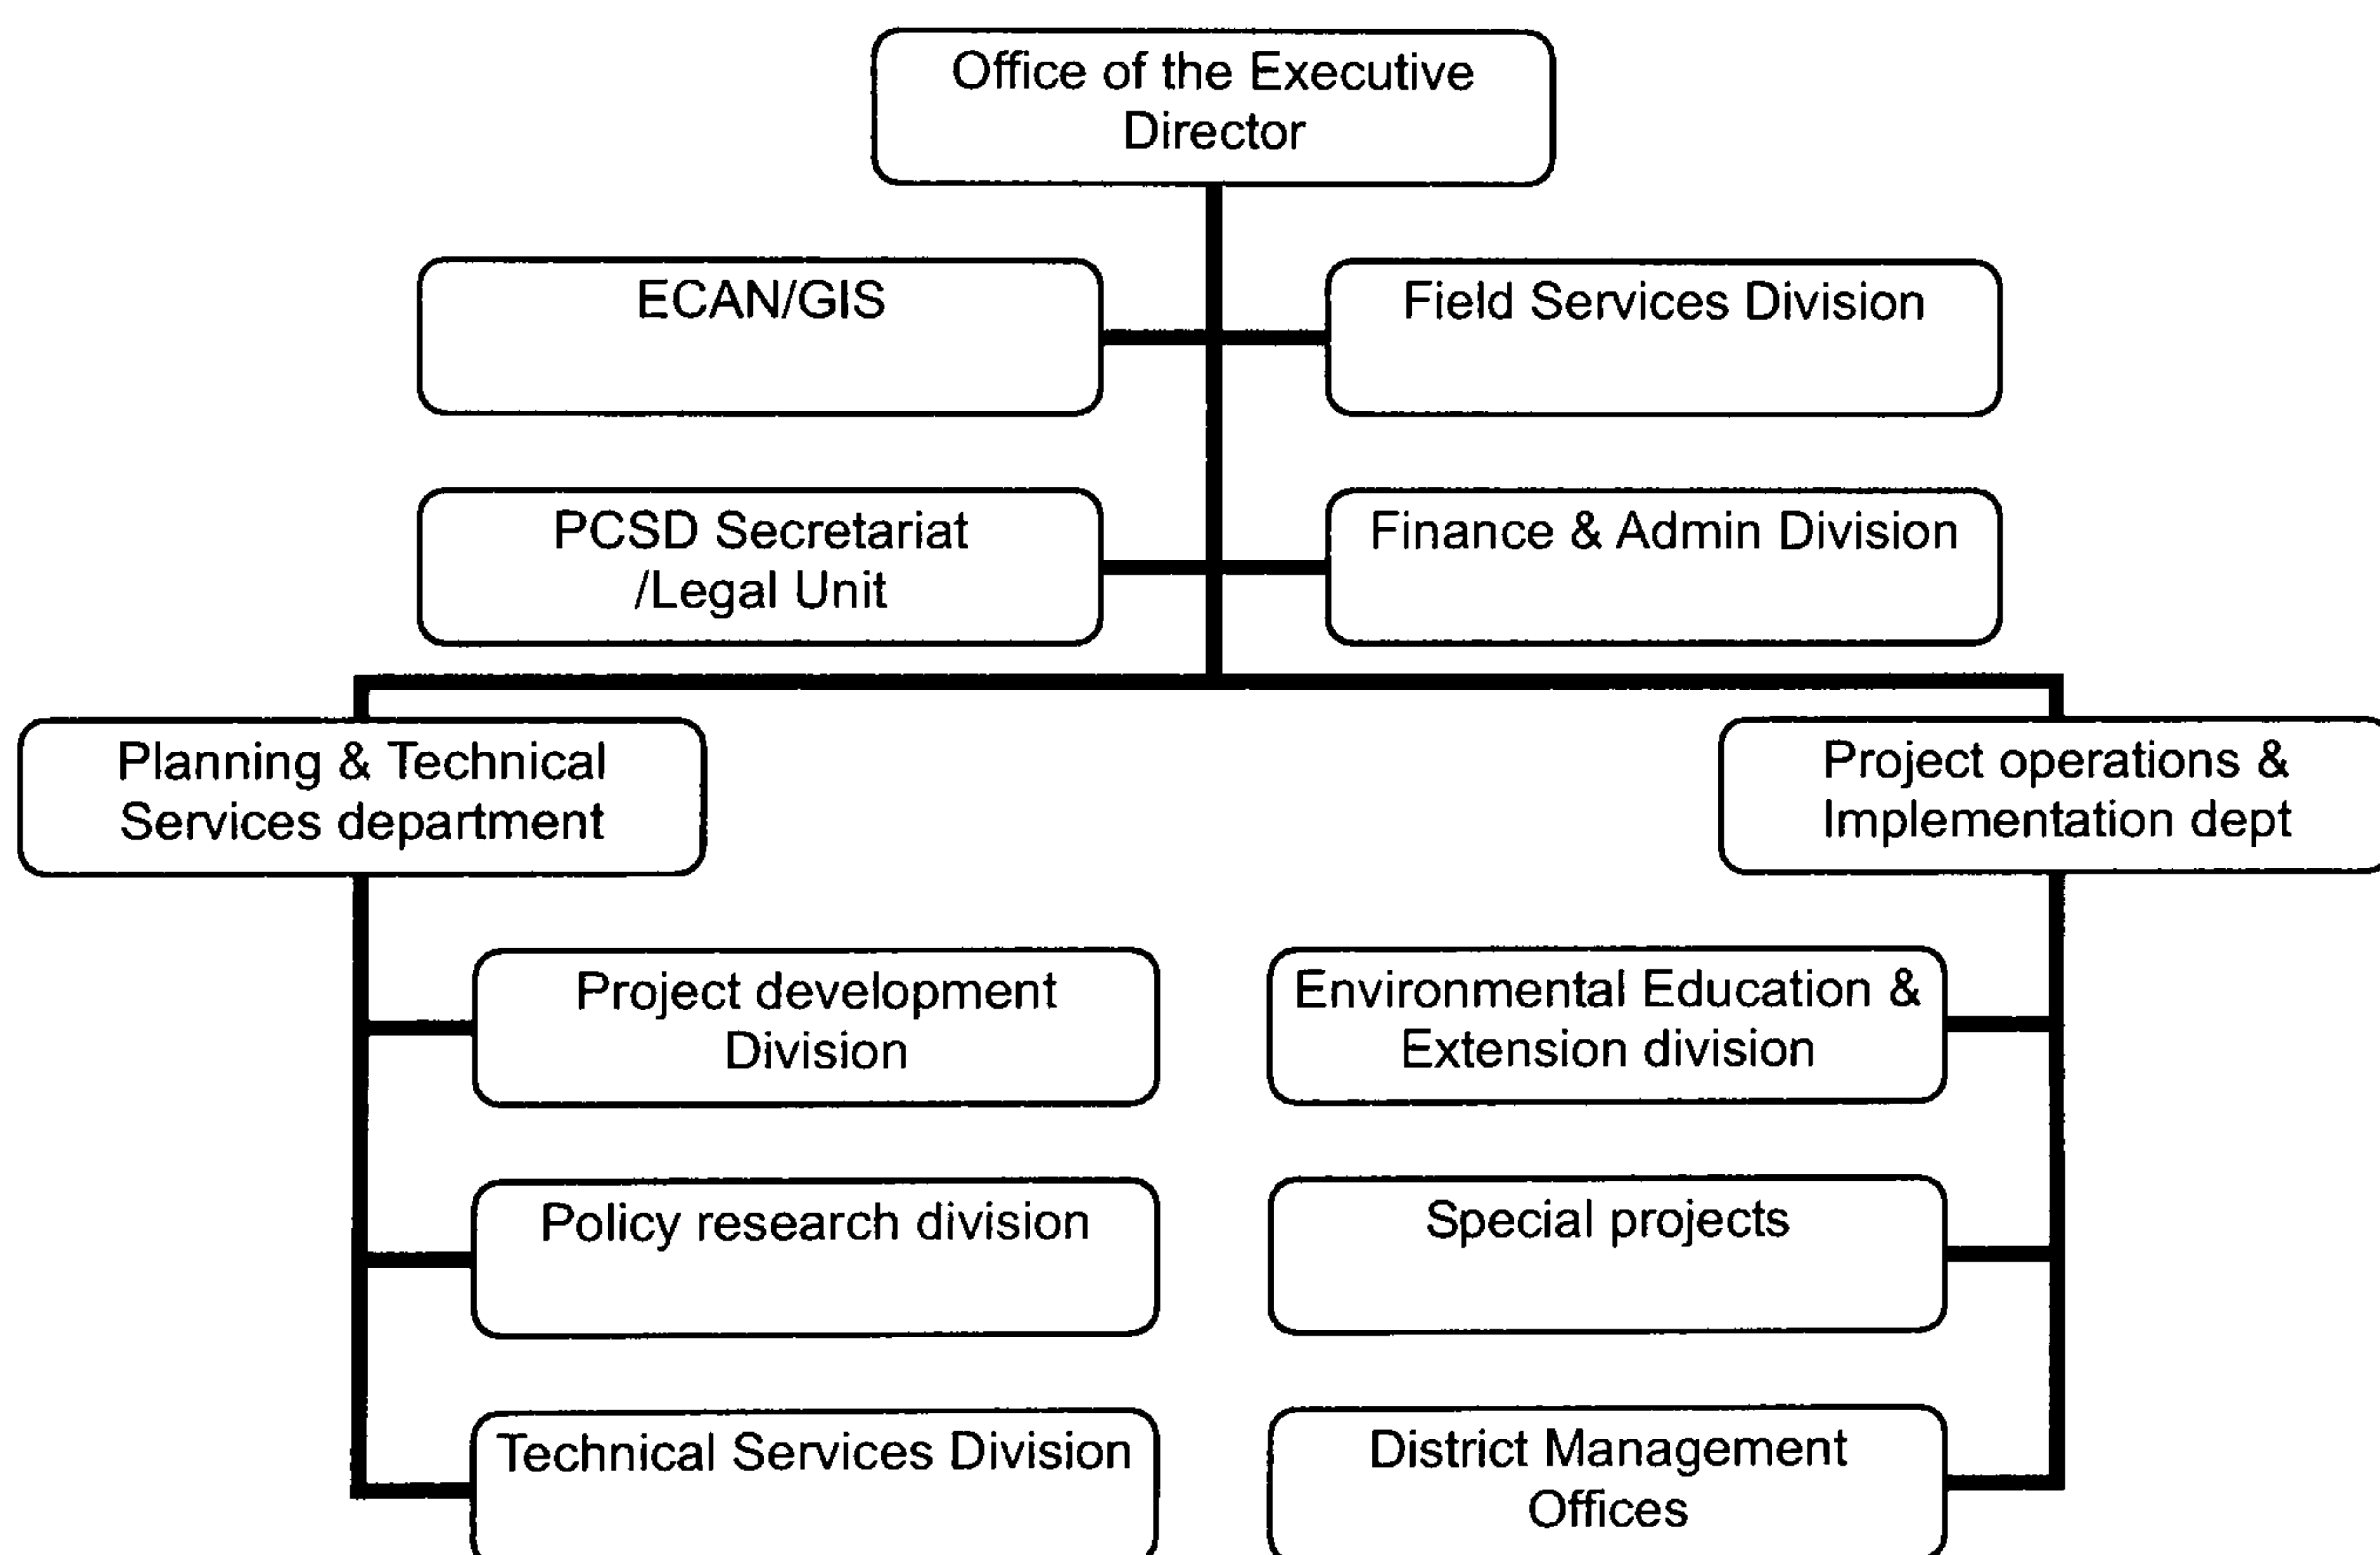 Office of the Executive
Director
ECAN/GIS
Field Services Division
PCSD Secretariat
/Legal Unit
Finance & Admin Division
Planning & Technical
Services department
Project operations &
Implementation dept
Project development
Division
Environmental Education &
Extension division
Policy research division
Special projects
Technical Services Division
District Management
Offices